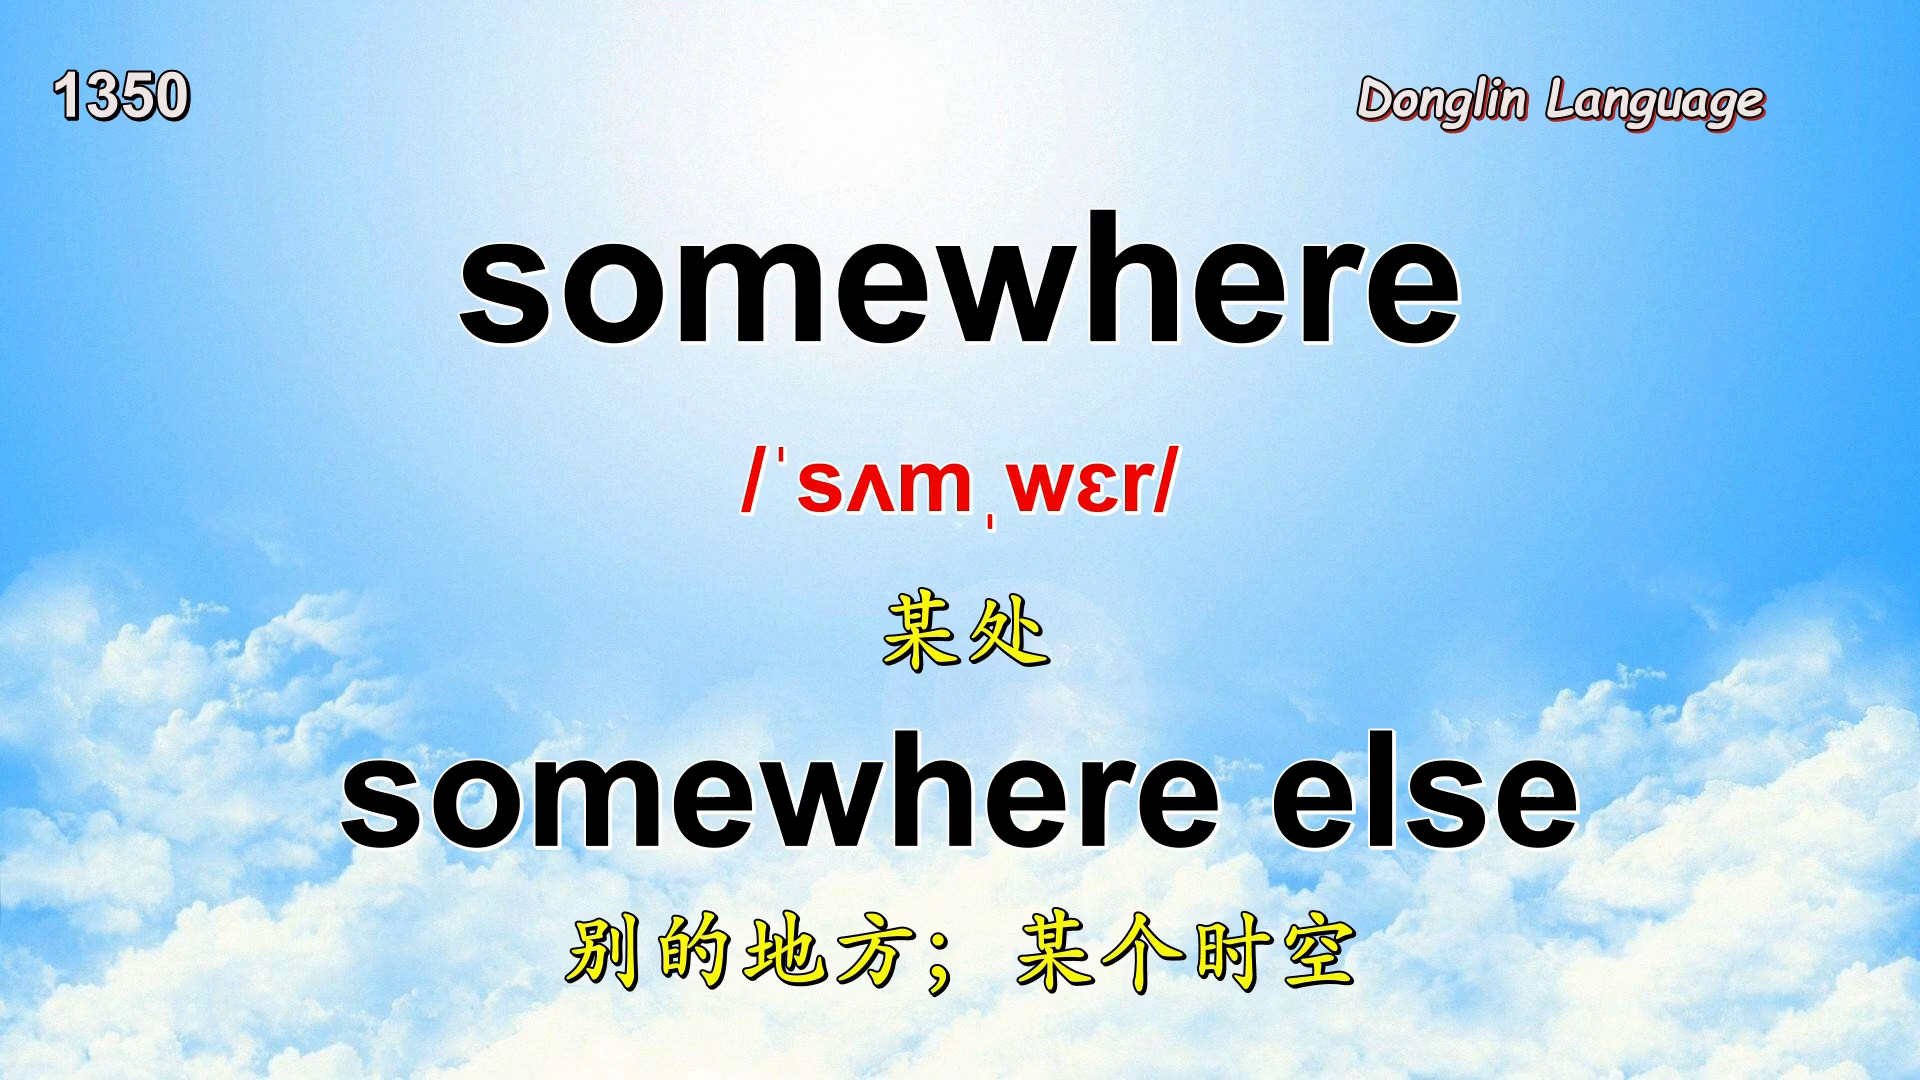 1350
Donglin Language
somewhere
/ˈsʌmˌwɛr/
某处
somewhere else
别的地方；某个时空